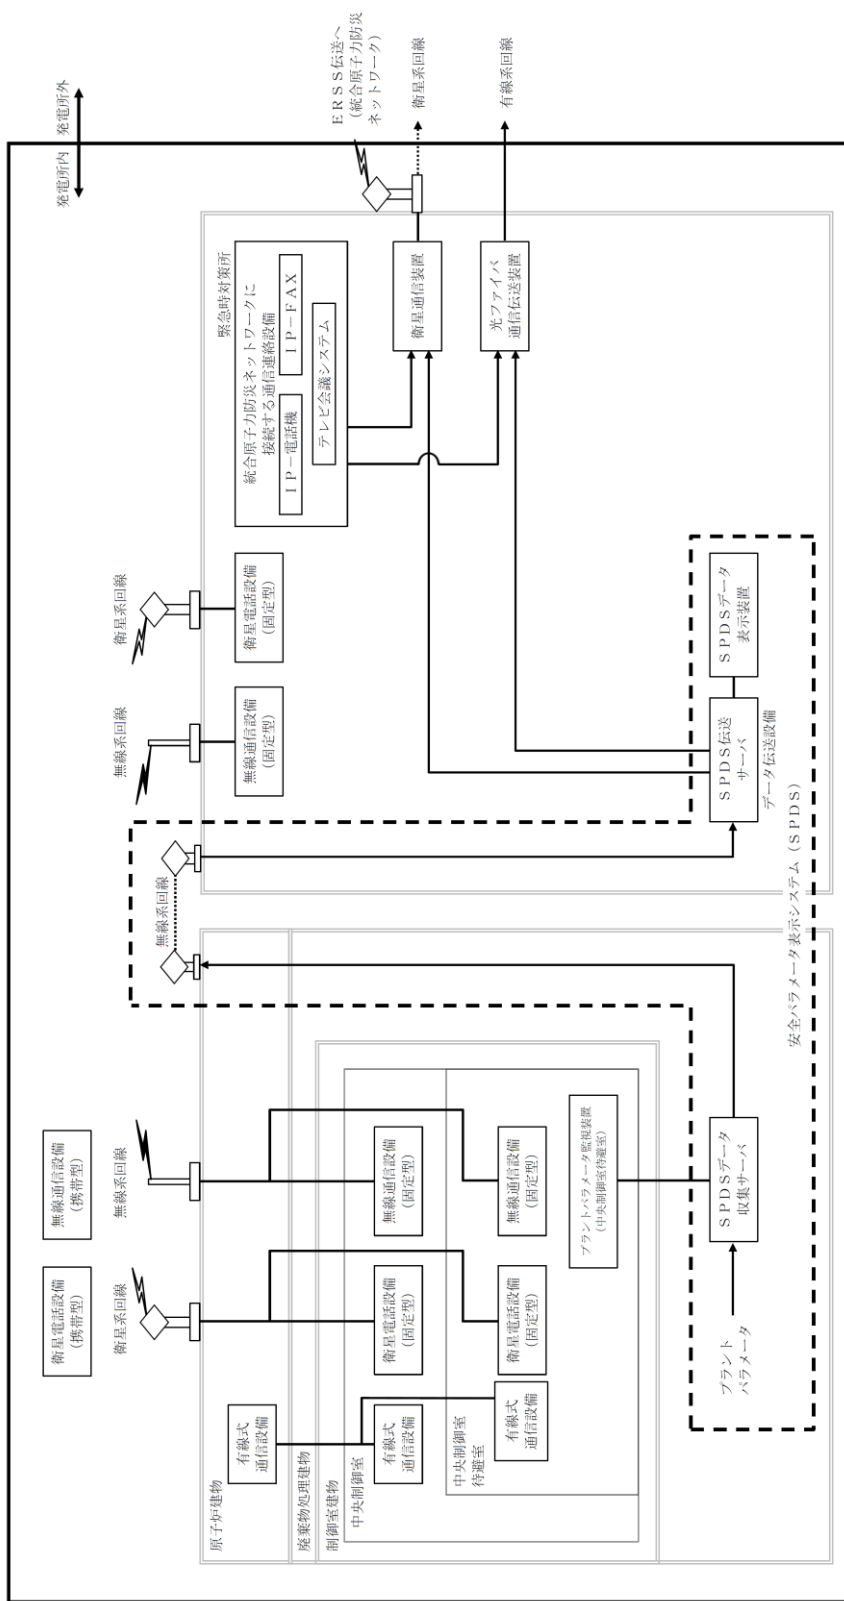 発電所内 発電所外
ERSS伝送へ
(統合原子力防災
ネットワーク)
衛星系回線
有線系回線
緊急時対策所
統合原子力防災ネットワークに
接続する通信連絡設備
IP-電話機
IP-FAX
テレビ会議システム
衛星通信装置
光ファイバ
通信伝送装置
衛星系回線
衛星電話設備
(固定型)
無線系回線
無線通信設備
(固定型)
SPDSデータ
表示装置
SPDS伝送
サーバ
データ伝送設備
無線系回線
安全パラメータ表示システム(SPDS)
無線通信設備
(携帯型)
無線系回線
衛星電話設備
(携帯型)
衛星系回線
原子炉建物
有線式
通信設備
廃棄物処理建物
制御室建物
中央制御室
有線式
通信設備
衛星電話設備
(固定型)
無線通信設備
(固定型)
中央制御室
待避室
有線式
通信設備
衛星電話設備
(固定型)
無線通信設備
(固定型)
プラントパラメータ監視装置
(中央制御室待避室)
SPDSデータ
収集サーバ
プラント
パラメータ